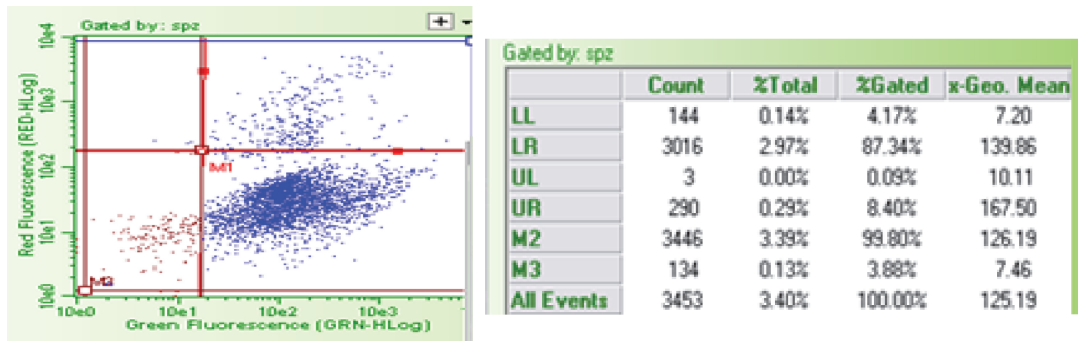 Gated by: spz
+
Red Fluorescence (RED-HLog)
10e4
10e3
10e2
10e1
10e0
M1
10e0 10e1 10e2 10e3
Green Fluorescence (GRN-HLog)
Gated by: spz
Count %Total %Gated x-Geo. Mean
LL 144 0.14% 4.17% 7.20
LR 3016 2.97% 87.34% 139.86
UL 3 0.00% 0.09% 10.11
UR 290 0.29% 8.40% 167.50
M2 3446 3.39% 99.80% 126.19
M3 134 0.13% 3.88% 7.46
All Events 3453 3.40% 100.00% 125.19